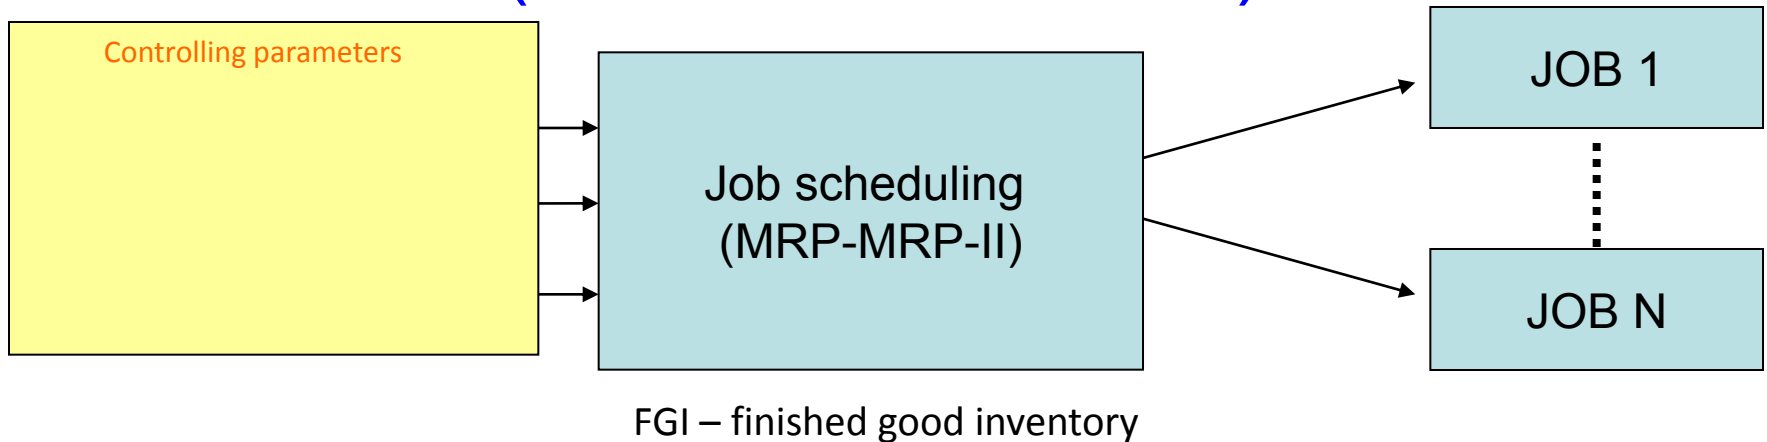 Controlling parameters
JOB 1
Job scheduling
(MRP-MRP-II)
JOB N
FGI – finished good inventory